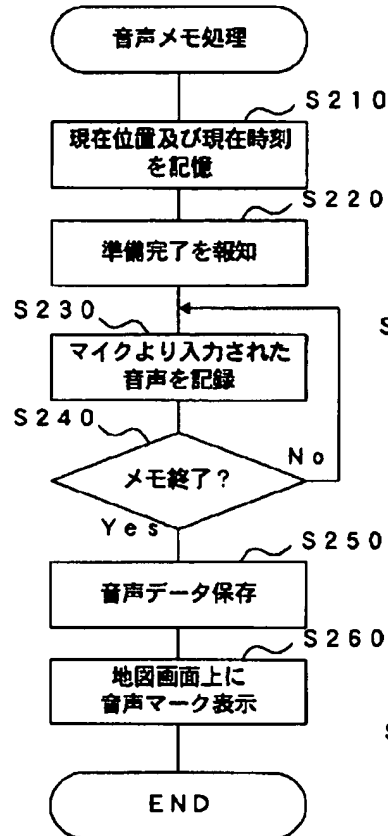 音声メモ処理
S210
現在位置及び現在時刻
を記憶
S220
準備完了を報知
S230
マイクより入力された
音声を記録
S240
メモ終了?
No
Yes
S250
音声データ保存
S260
地図画面上に
音声マーク表示
END
S
S